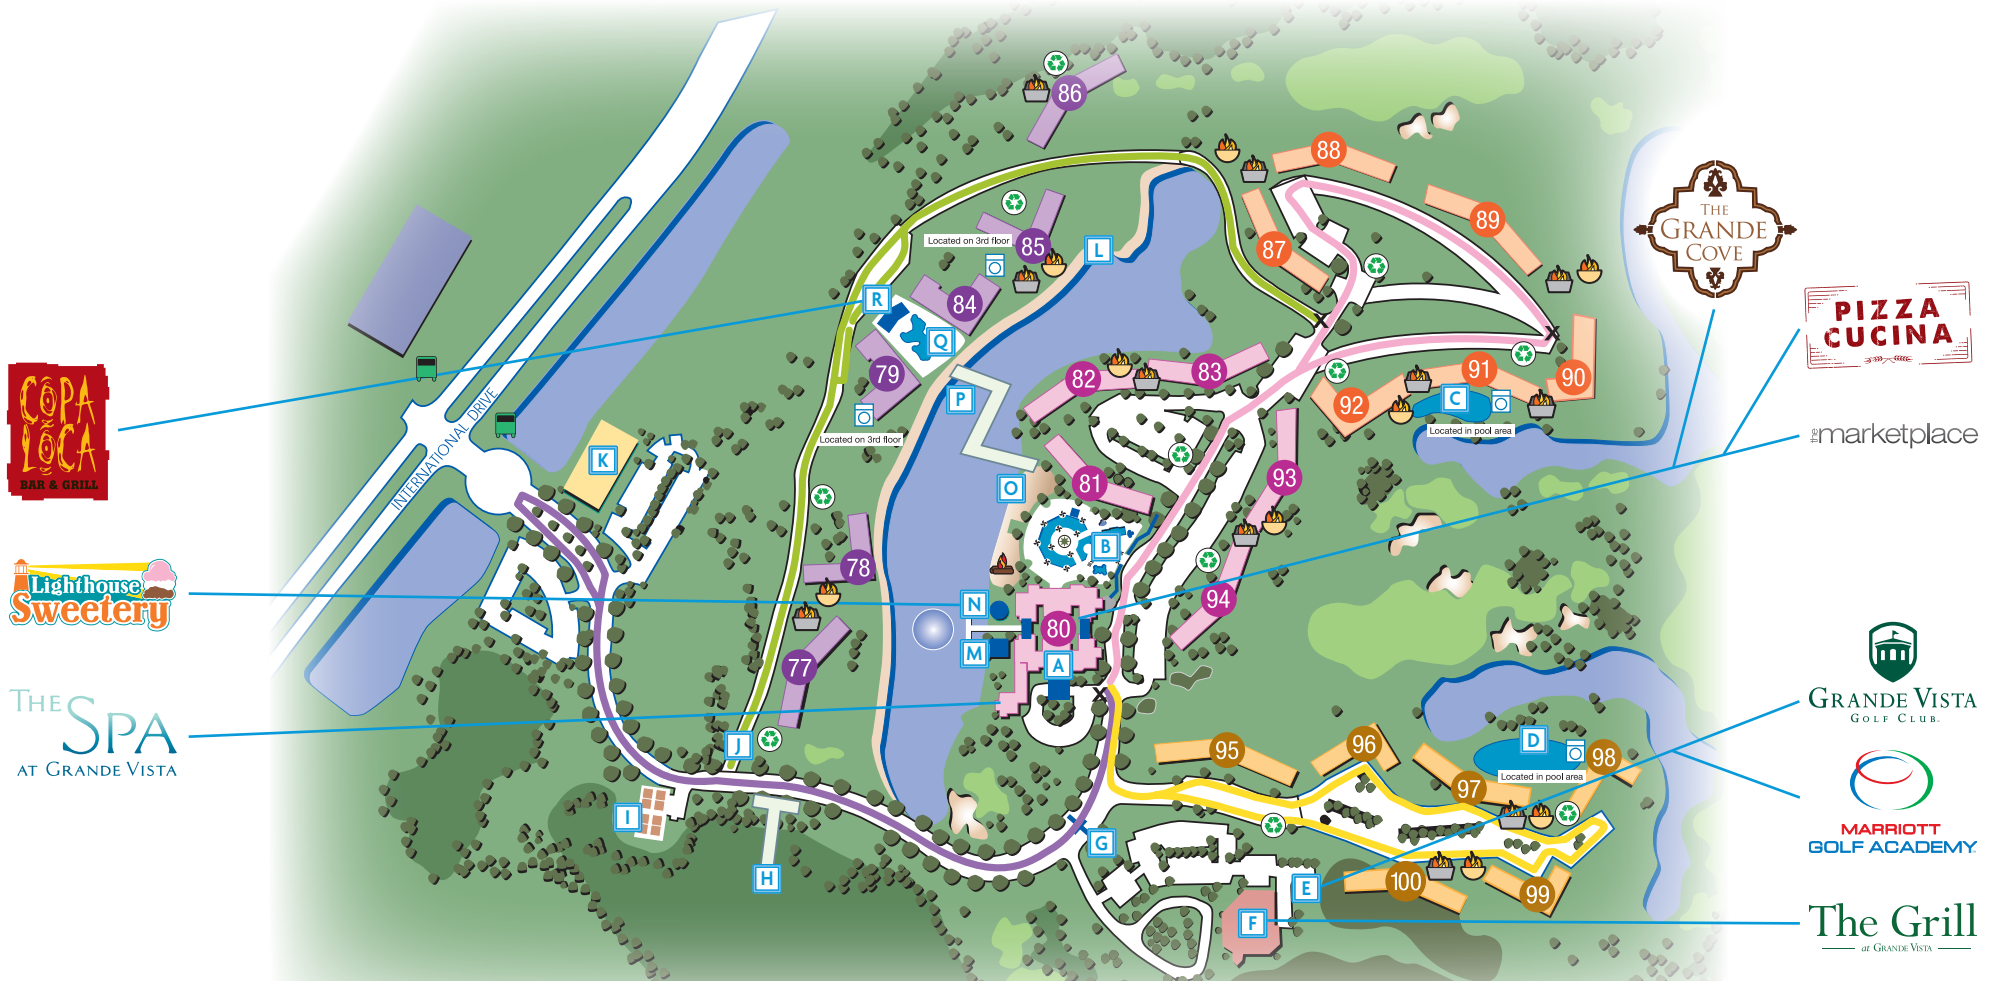 86
88
89
87
85
Located on 3rd floor
L
84
R
Q
79
P
Located on 3rd floor
82
83
92
91
90
C
Located in pool area
THE
GRANDE
COVE
PIZZA
CUCINA
the marketplace
COPA
LOCA
BAR & GRILL
INTERNATIONAL DRIVE
K
81
93
O
B
78
94
N
80
M
A
77
Lighthouse
Sweetery
THE
SPA
AT GRANDE VISTA
J
I
H
G
X
X
X
95
96
97
D
98
Located in pool area
99
100
E
F
GRANDE VISTA
GOLF CLUB.
MARRIOTT
GOLF ACADEMY
The Grill
at GRANDE VISTA